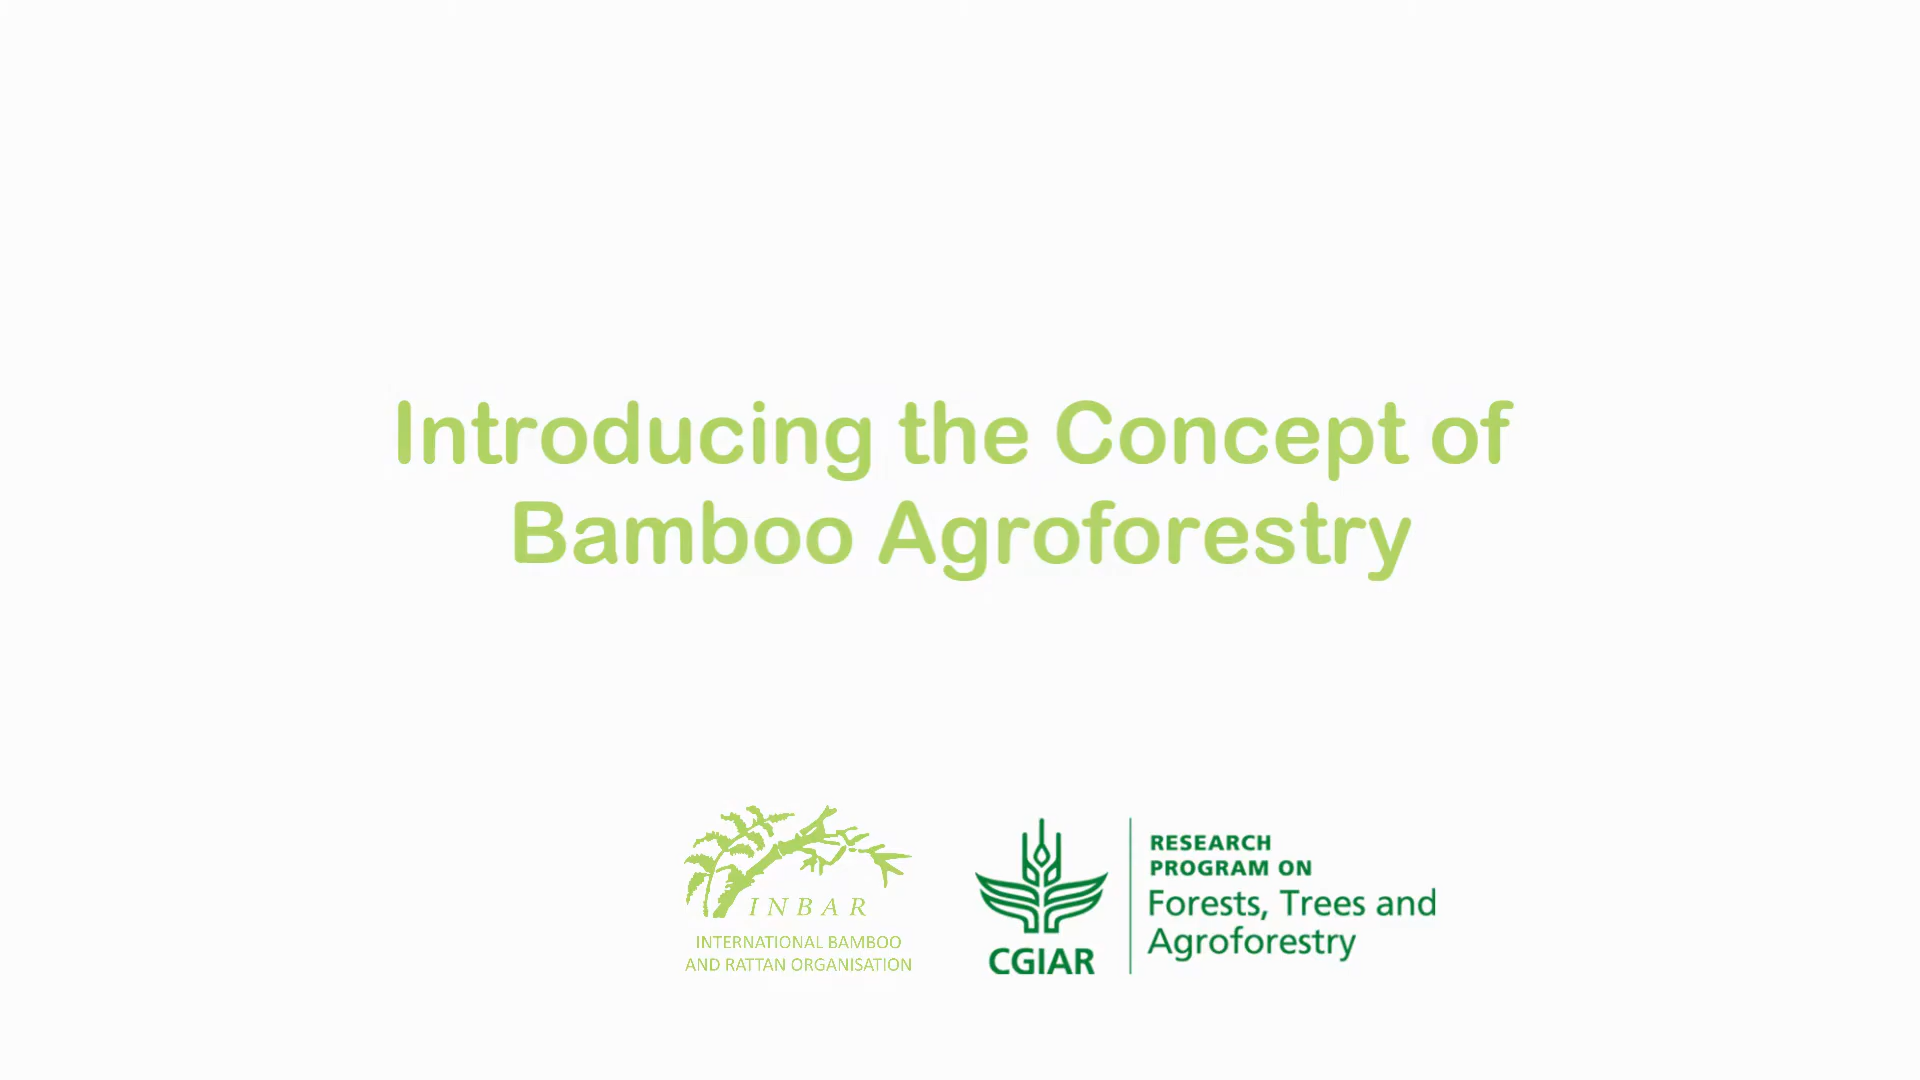 Introducing the Concept of
Bamboo Agroforestry
INBAR
INTERNATIONAL BAMBOO
AND RATTAN ORGANISATION
CGIAR
RESEARCH
PROGRAM ON
Forests, Trees and
Agroforestry